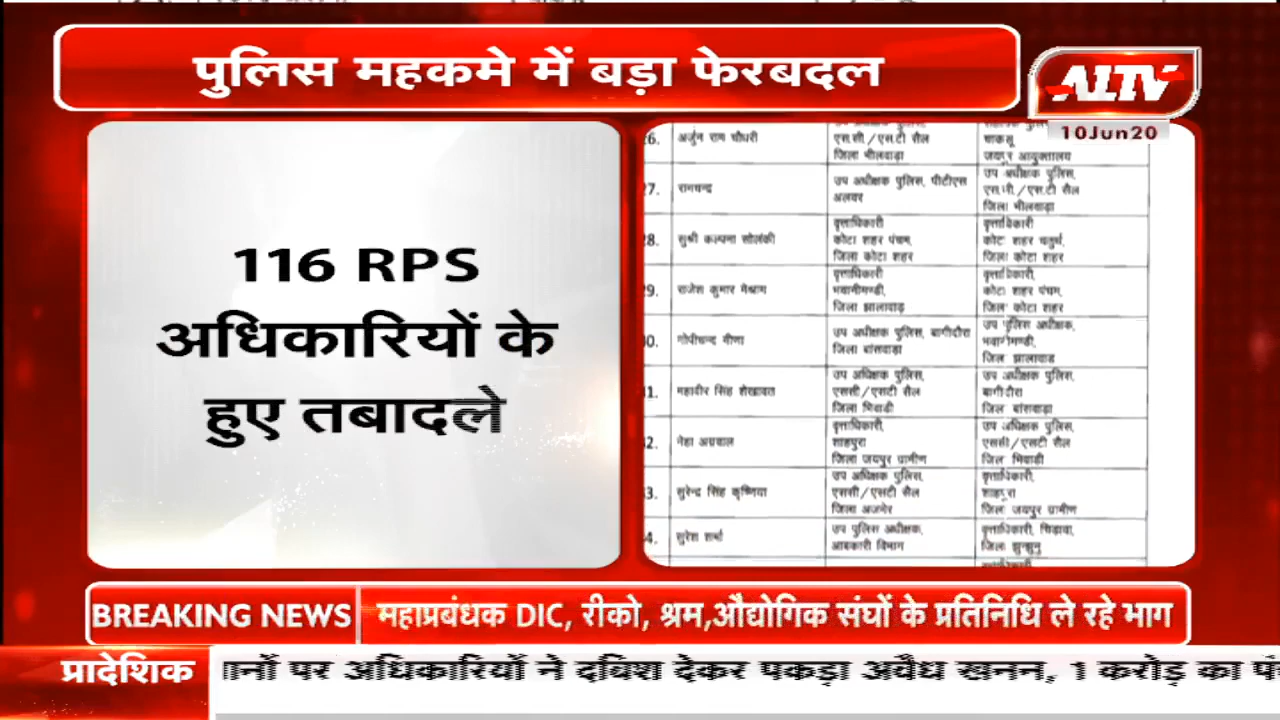 पुलिस महकमे में बड़ा फेरबदल
ALTV
10Jun20
116 RPS
अधिकारियों के
हुए तबादले
26. अर्जुन राम चौधरी
एस.सी./एस.टी सैल
जिला भीलवाड़ा
चाकसू
जयपुर आयुक्तालय
27. रामचन्द्र
उप अधीक्षक पुलिस, पीटीएस
अलवर
उप अधीक्षक पुलिस,
एस.सी./एस.टी सैल
जिला भीलवाड़ा
28. सुश्री कल्पना सोलंकी
वृत्ताधिकारी
कोटा शहर पंचम,
जिला कोटा शहर
वृत्ताधिकारी
कोटा शहर चतुर्थ,
जिला कोटा शहर
29. राजेश कुमार मेश्राम
वृत्ताधिकारी
भवानीमण्डी,
जिला झालावाड़
वृत्ताधिकारी,
कोटा शहर पंचम,
जिला कोटा शहर
30. गोपीचन्द मीणा
उप अधीक्षक पुलिस, बागीदौरा
जिला बांसवाड़ा
उप पुलिस अधीक्षक,
भवानीमण्डी,
जिला झालावाड
31. महावीर सिंह शेखावत
उप अधिक्षक पुलिस,
एससी/एसटी सैल
जिला भिवाडी
उप अधीक्षक पुलिस,
बागीदौरा
जिला बांसवाड़ा
32. नेहा अग्रवाल
वृत्ताधिकारी,
शाहपुरा
जिला जयपुर ग्रामीण
उप अधिक्षक पुलिस,
एससी/एसटी सैल
जिला भिवाडी
33. सुरेन्द्र सिंह कृष्णिया
उप अधिक्षक पुलिस,
एससी/एसटी सैल
जिला अजमेर
वृत्ताधिकारी,
शाहपुरा
जिला जयपुर ग्रामीण
34. सुरेश शर्मा
उप पुलिस अधीक्षक,
आबकारी विभाग
वृत्ताधिकारी, चिड़ावा,
जिला झुन्झुनु
BREAKING NEWS महाप्रबंधक DIC, रीको, श्रम,औद्योगिक संघों के प्रतिनिधि ले रहे भाग
प्रादेशिक पर अधिकारियों ने दबिश देकर पकड़ा अवैध खनन, 1 करोड़ का